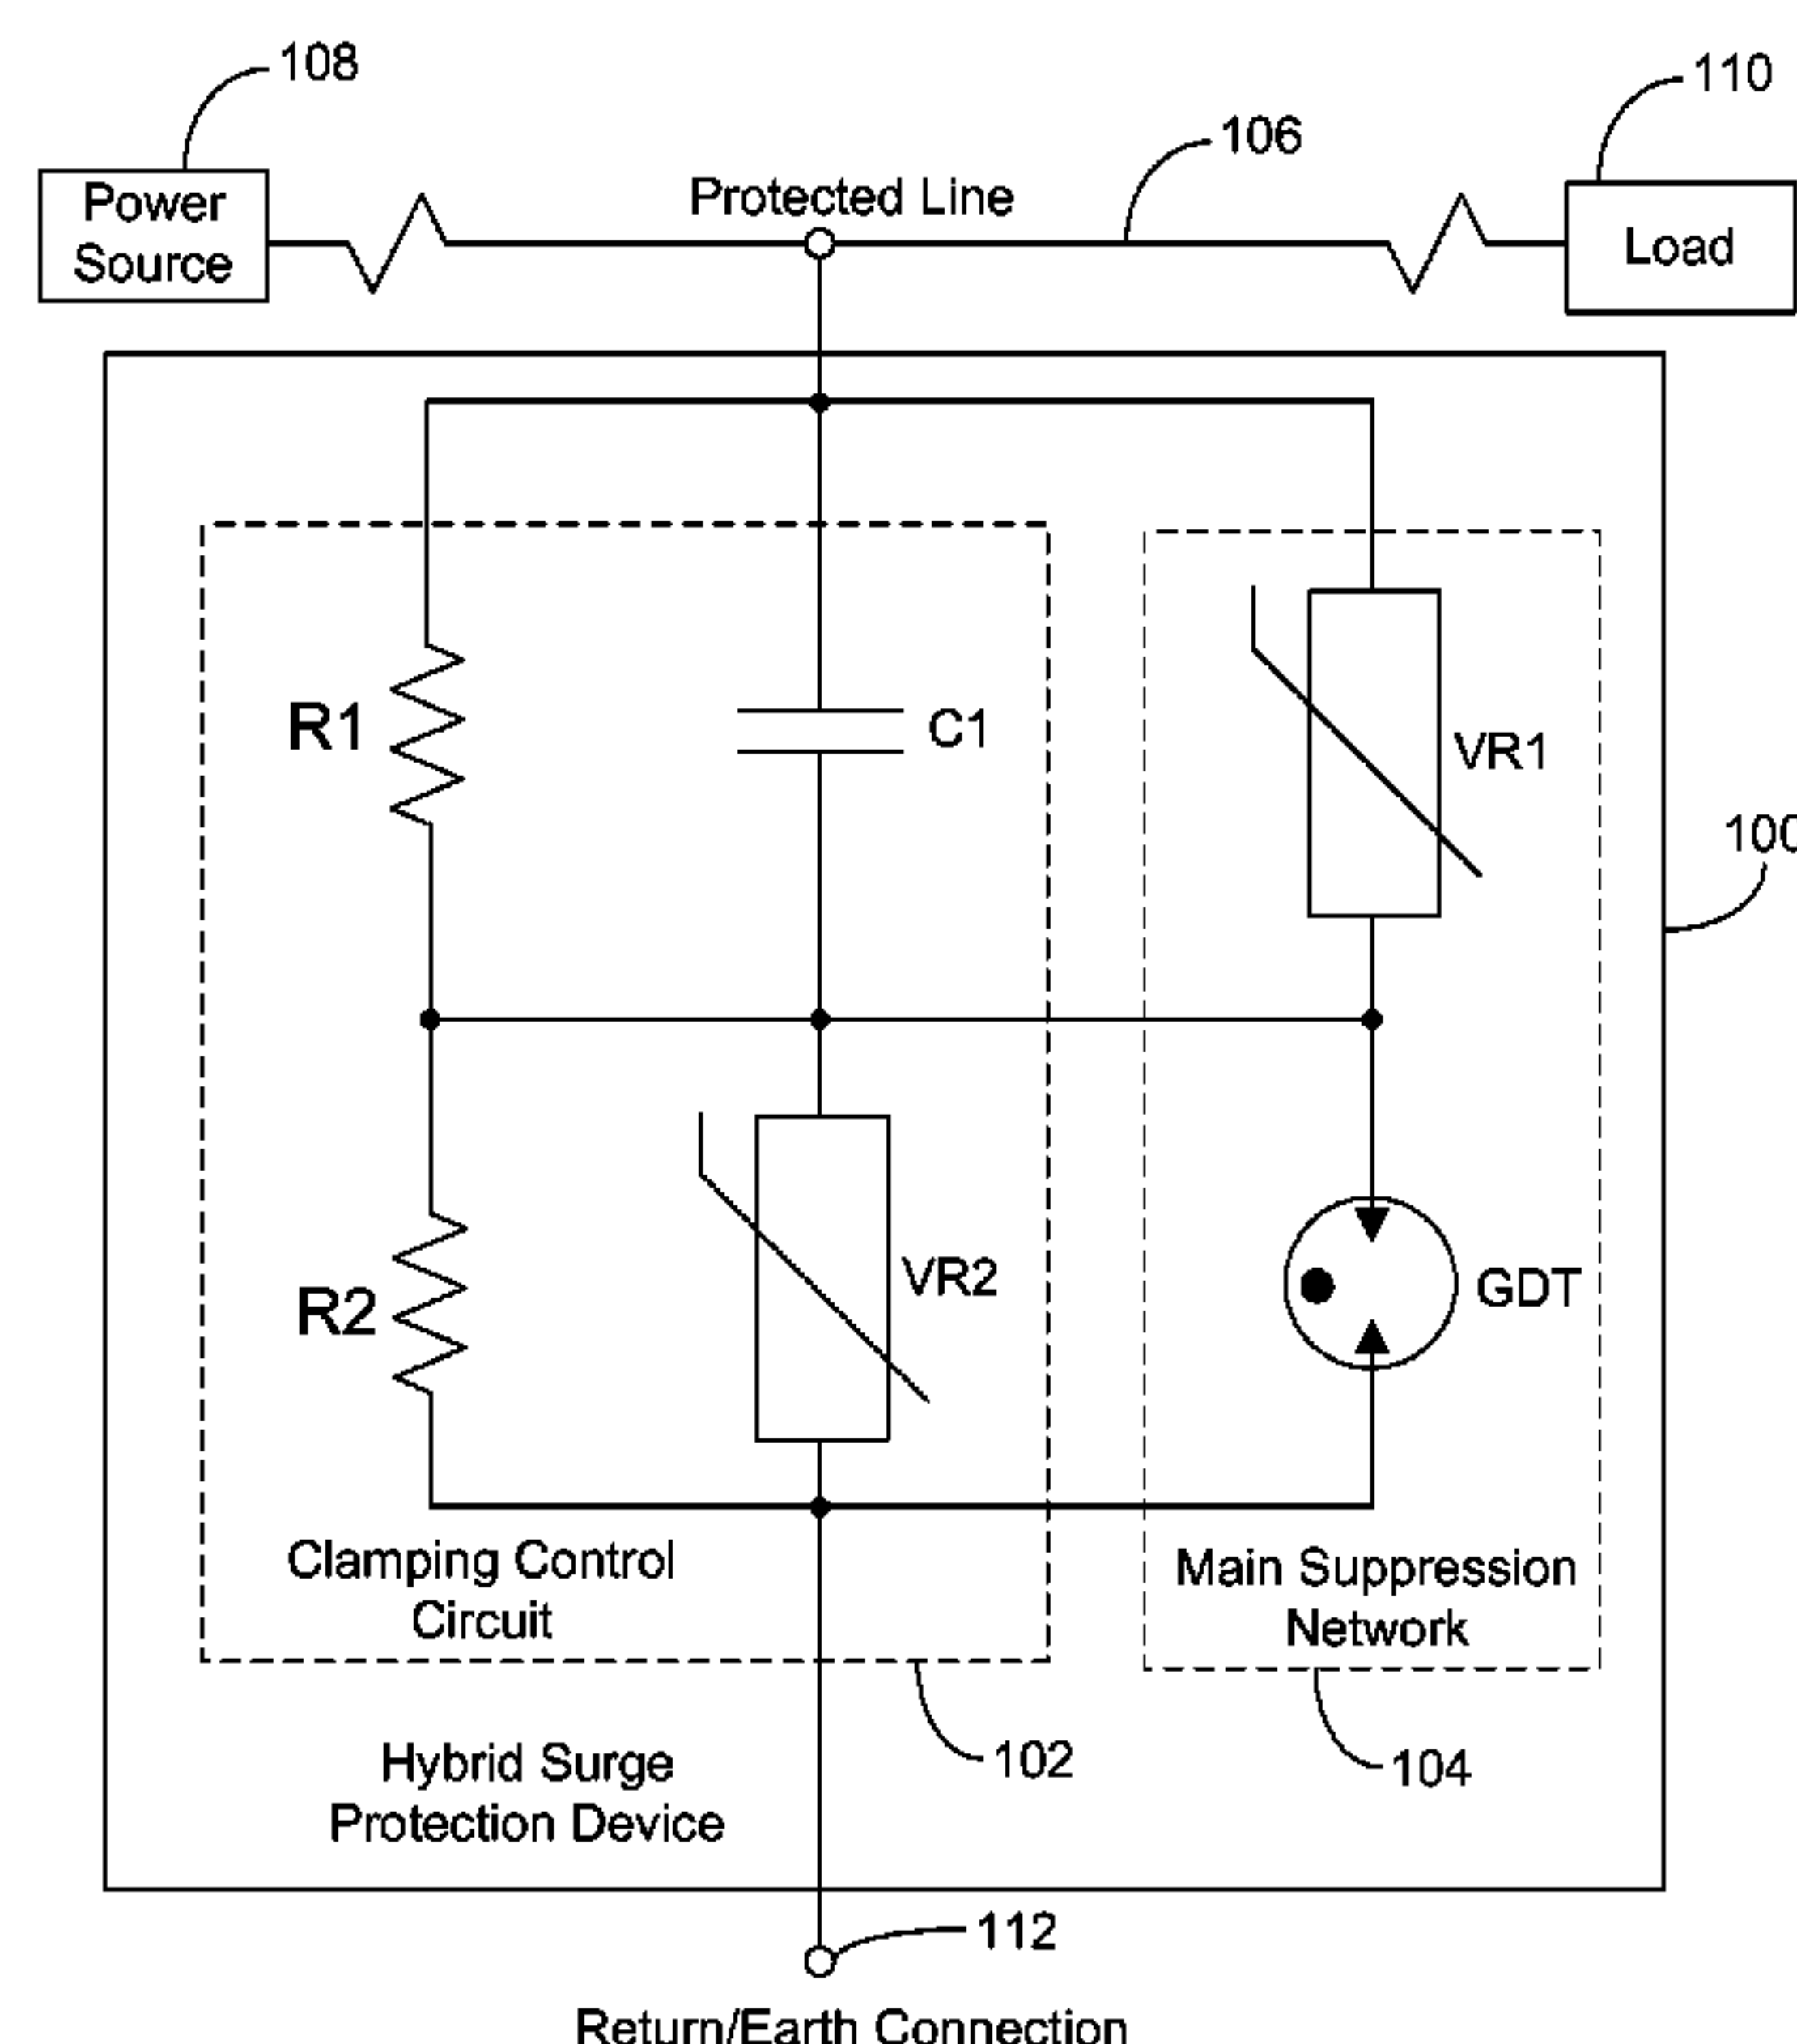 108
110
106
Power
Source
Protected Line
Load
R1
C1
VR1
100
R2
VR2
GDT
Clamping Control
Circuit
Main Suppression
Network
102
104
Hybrid Surge
Protection Device
112
Return/Earth Connection